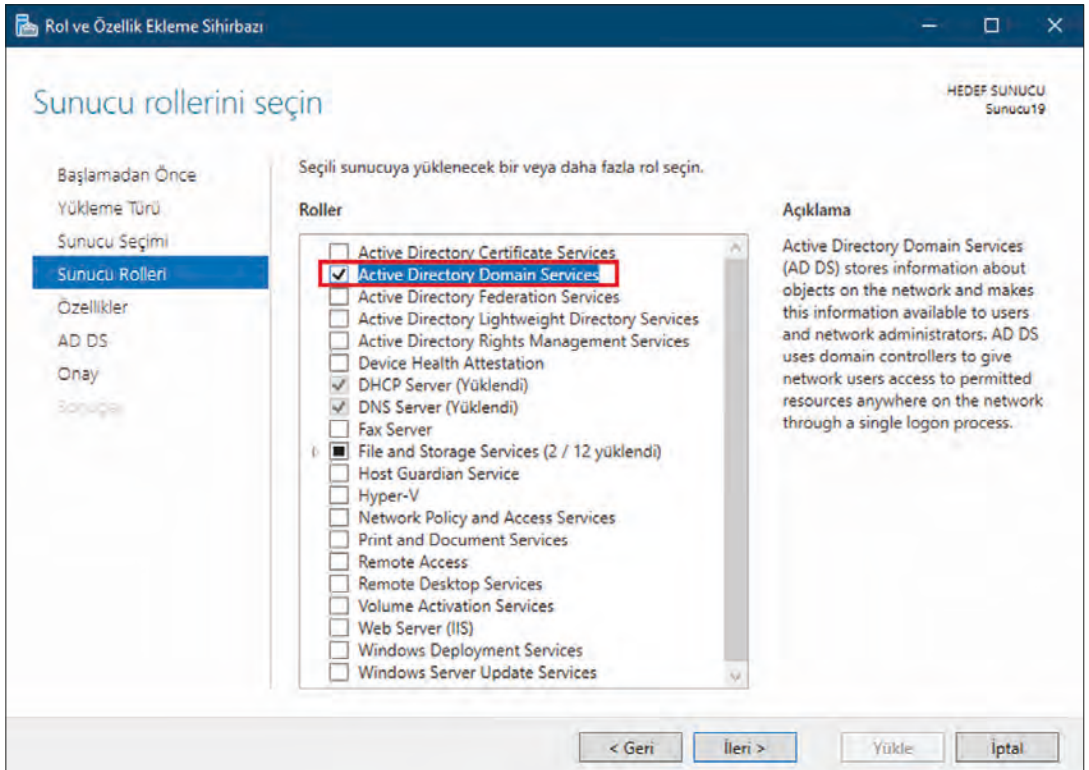 Rol ve Özellik Ekleme Sihirbazı
Sunucu rollerini seçin
HEDEF SUNUCU
Sunucu19
Başlamadan Önce
Yükleme Türü
Sunucu Seçimi
Sunucu Rolleri
Özellikler
AD DS
Onay
Sonuçlar
Seçili sunucuya yüklenecek bir veya daha fazla rol seçin.
Roller
Active Directory Certificate Services
Active Directory Domain Services
Active Directory Federation Services
Active Directory Lightweight Directory Services
Active Directory Rights Management Services
Device Health Attestation
DHCP Server (Yüklendi)
DNS Server (Yüklendi)
Fax Server
File and Storage Services (2 / 12 yüklendi)
Host Guardian Service
Hyper-V
Network Policy and Access Services
Print and Document Services
Remote Access
Remote Desktop Services
Volume Activation Services
Web Server (IIS)
Windows Deployment Services
Windows Server Update Services
Açıklama
Active Directory Domain Services
(AD DS) stores information about
objects on the network and makes
this information available to users
and network administrators. AD DS
uses domain controllers to give
network users access to permitted
resources anywhere on the network
through a single logon process.
< Geri
İleri >
Yükle
İptal